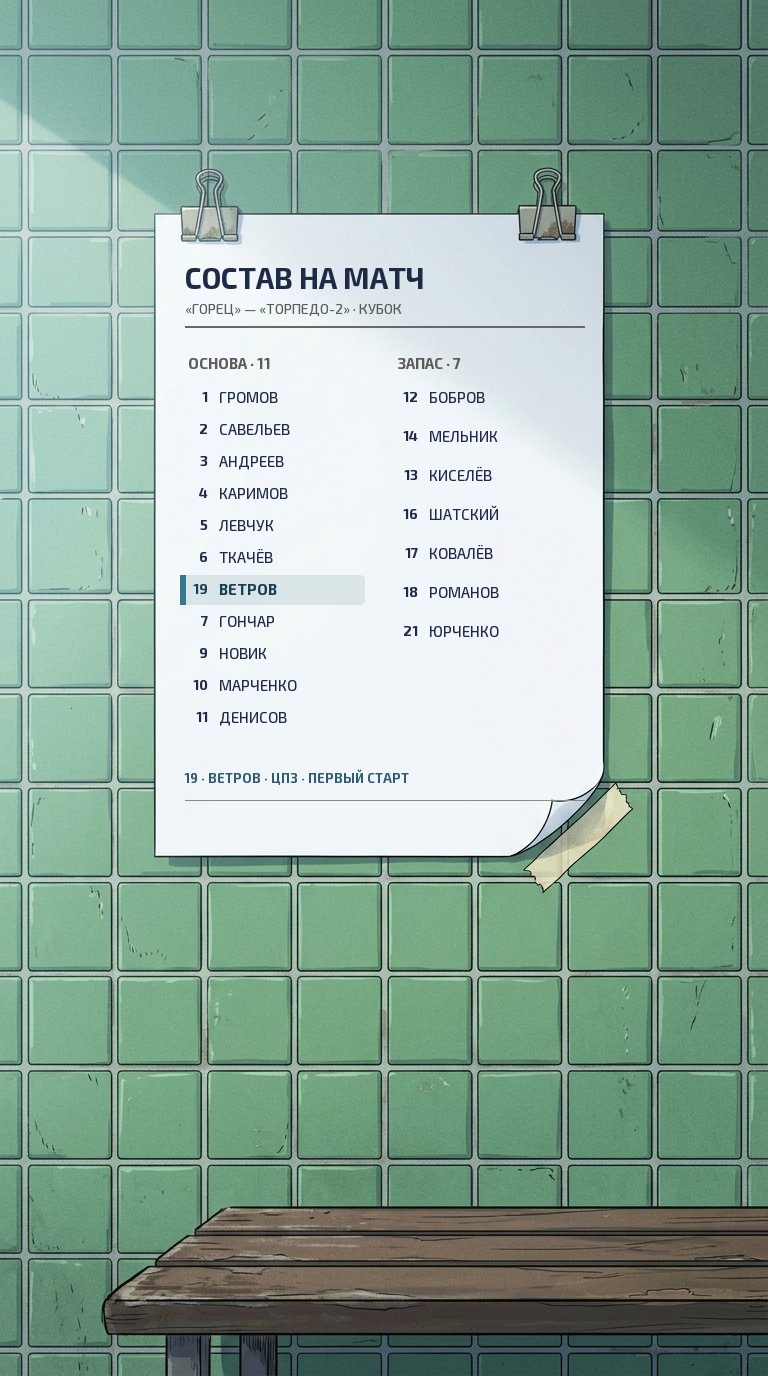 СОСТАВ НА МАТЧ
«ГОРЕЦ» — «ТОРПЕДО-2» · КУБОК
ОСНОВА · 11
1 ГРОМОВ
2 САВЕЛЬЕВ
3 АНДРЕЕВ
4 КАРИМОВ
5 ЛЕВЧУК
6 ТКАЧЁВ
19 ВЕТРОВ
7 ГОНЧАР
9 НОВИК
10 МАРЧЕНКО
11 ДЕНИСОВ
ЗАПАС · 7
12 БОБРОВ
14 МЕЛЬНИК
13 КИСЕЛЁВ
16 ШАТСКИЙ
17 КОВАЛЁВ
18 РОМАНОВ
21 ЮРЧЕНКО
19 · ВЕТРОВ · ЦПЗ · ПЕРВЫЙ СТАРТ